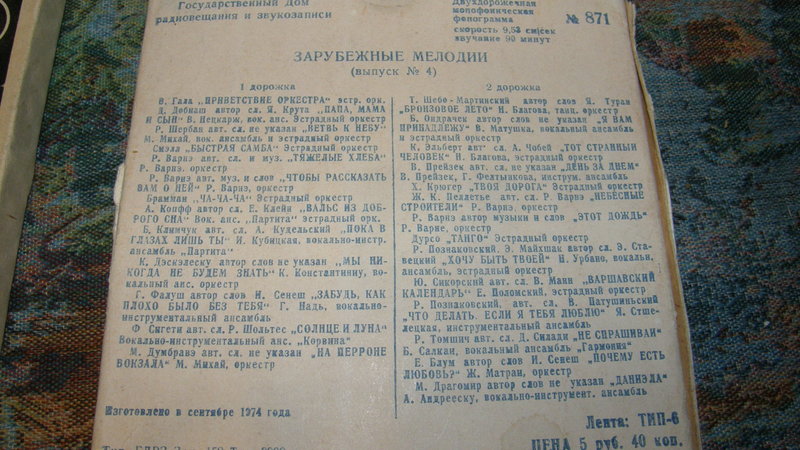 Государственный Дом
радиовещания и звукозаписи
Двухдорожечная
монофоническая
фонограмма
скорость 9,53 см|сек
звучание 90 минут
№ 871
ЗАРУБЕЖНЫЕ МЕЛОДИИ
(выпуск № 4)
1 дорожка
В. Гала „ПРИВЕТСТВИЕ ОРКЕСТРА" эстр. орк.
Д. Дебиаш автор сл. Я. Крута „ПАПА, МАМА
И СЫН" В. Нецкарж, вок. анс. Эстрадный оркестр
Р. Щербан авт. сл. не указан „ВЕТВЬ К НЕБУ"
М. Михай, вок. ансамбль и эстрадный оркестр
Смэлл „БЫСТРАЯ САМБА" Эстрадный оркестр
Р. Варнэ авт. сл. и муз. „ТЯЖЕЛЫЕ ХЛЕБА"
Р. Варнэ. оркестр
Р. Варнэ авт. муз. и слов „ЧТОБЫ РАССКАЗАТЬ
ВАМ О НЕЙ" Р. Варнэ, оркестр
Брамман „ЧА-ЧА-ЧА" Эстрадный оркестр
А. Копфф автор сл. Е. Клейн „ВАЛЬС ИЗ ДОБ-
РОГО СНА" Вок. анс. „Партита" Эстрадный орк.
Б. Климчук авт. сл. А. Кудельский „ПОКА В
ГЛАЗАХ ЛИШЬ ТЫ" И. Кубицкая, вокально-инстр.
ансамбль „Партита"
К. Дэскэлеску автор слов не указан „МЫ НИ-
КОГДА НЕ БУДЕМ ЗНАТЬ" К. Константиниу, во-
кальный анс. оркестр
Г. Фалуш автор слов И. Сенеш „ЗАБУДЬ, КАК
ПЛОХО БЫЛО БЕЗ ТЕБЯ" Г. Надь, вокально-
инструментальный ансамбль
Ф Сигети авт. сл. Р. Шольтес „СОЛНЦЕ И ЛУНА"
Вокально-инструментальный анс. "Корвина"
М. Думбравэ авт. сл. не указан „НА ПЕРРОНЕ
ВОКЗАЛА" М. Михай, оркестр
2 дорожка
Т. Шебе-Мартинский автор слов Я. Туран
„БРОНЗОВОЕ ЛЕТО" Н. Благова, танц. оркестр
Б. Ондрачек автор слов не указан „Я ВАМ
ПРИНАДЛЕЖУ" В. Матушка, вокальный ансамбль
и эстрадный оркестр
К. Эльберт авт. сл. А. Чобей „ТОТ СТРАННЫЙ
ЧЕЛОВЕК" Н. Благова, эстрадный оркестр
В. Прейзек авт. сл. не указан „ДЕНЬ ЗА ДНЕМ"
В. Прейзек, Г. Фельтынкова, инструм. ансамбль
Х. Крюгер „ТВОЯ ДОРОГА" Эстрадный оркестр
Ж. К. Пеллетье авт. сл. Р. Варнэ „НЕБЕСНЫЕ
СТРОИТЕЛИ" Р. Варнэ, оркестр
Р. Варнэ автор музыки и слов „ЭТОТ ДОЖДЬ"
Р. Варне, оркестр
Дурсо „ТАНГО" Эстрадный оркестр
Р. Познаковский, Э. Майхшак автор сл. Э. Ста-
вецкий „ХОЧУ БЫТЬ ТВОЕЙ" Н. Урбано, вокальн.
ансамбль, эстрадный оркестр
Ю. Сикорский авт. сл. В. Манн „ВАРШАВСКИЙ
КАЛЕНДАРЬ" Е. Поломский, эстрадный оркестр
Р. Познаковский, авт. сл. В. Патушинський
„ЧТО ДЕЛАТЬ, ЕСЛИ Я ТЕБЯ ЛЮБЛЮ" Я. Стше-
лецкая, инструментальный ансамбль
Р. Томшич авт. сл. Д. Силади „НЕ СПРАШИВАЙ"
Б. Салкаи, вокальный ансамбль "Гармония"
Е. Блум автор слов И. Сенеш „ПОЧЕМУ ЕСТЬ
ЛЮБОВЬ?" Ж. Матран, оркестр
М. Драгомир автор слов не указан „ДАНИЭЛА"
А. Андрееску, вокально-инструмент. ансамбль
Изготовлено в сентябре 1974 года
Лента: ТИП-6
ЦЕНА 5 руб. 40 коп.